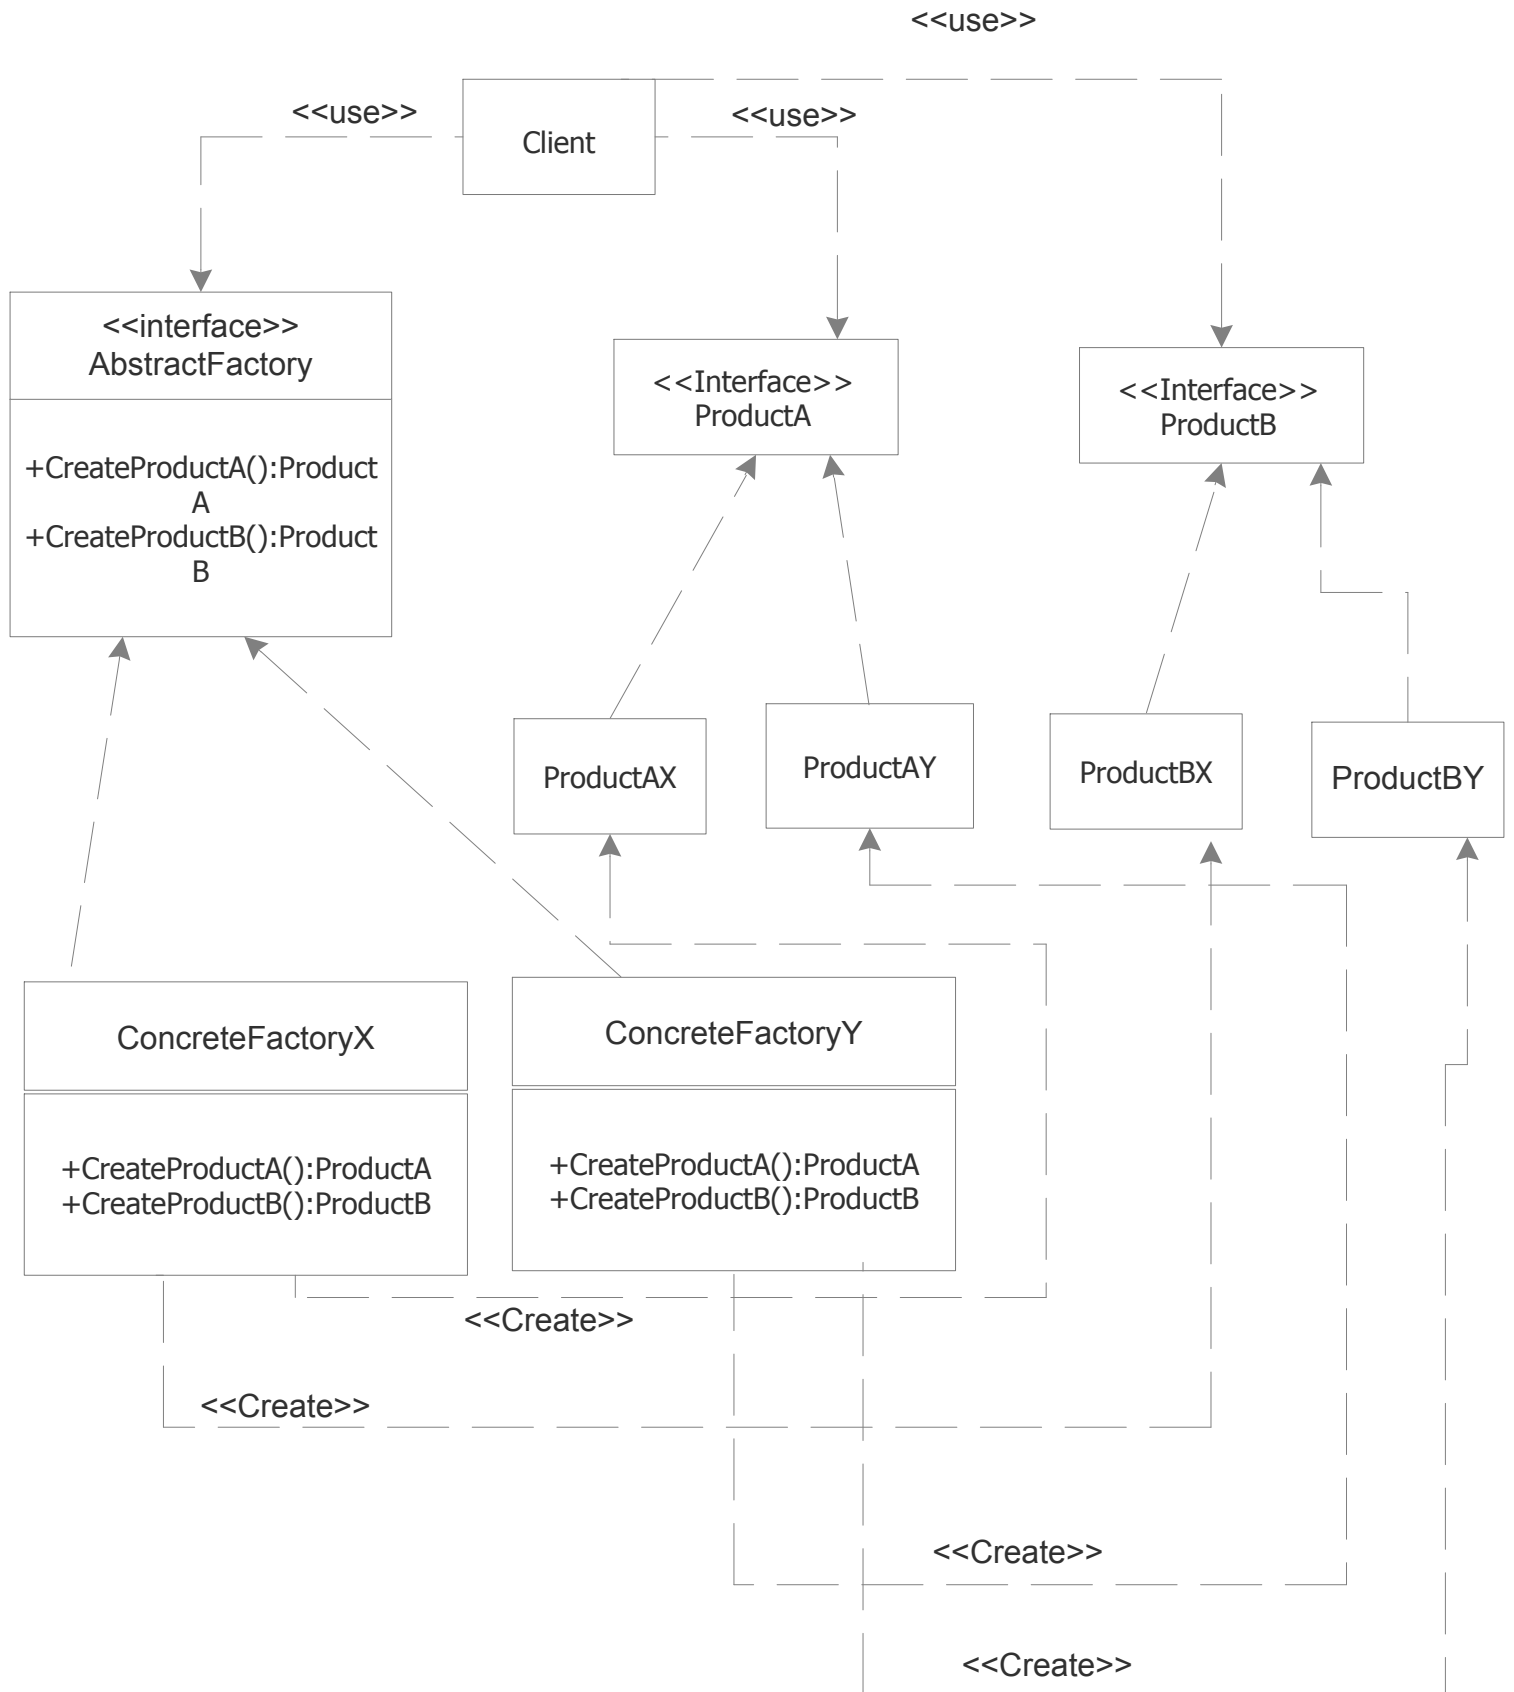 <<use>>
<<use>>
<<use>>
Client
<<interface>>
AbstractFactory
+CreateProductA():Product
A
+CreateProductB():Product
B
<<Interface>>
ProductA
<<Interface>>
ProductB
ProductAX
ProductAY
ProductBX
ProductBY
ConcreteFactoryX
+CreateProductA():ProductA
+CreateProductB():ProductB
ConcreteFactoryY
+CreateProductA():ProductA
+CreateProductB():ProductB
<<Create>>
<<Create>>
<<Create>>
<<Create>>